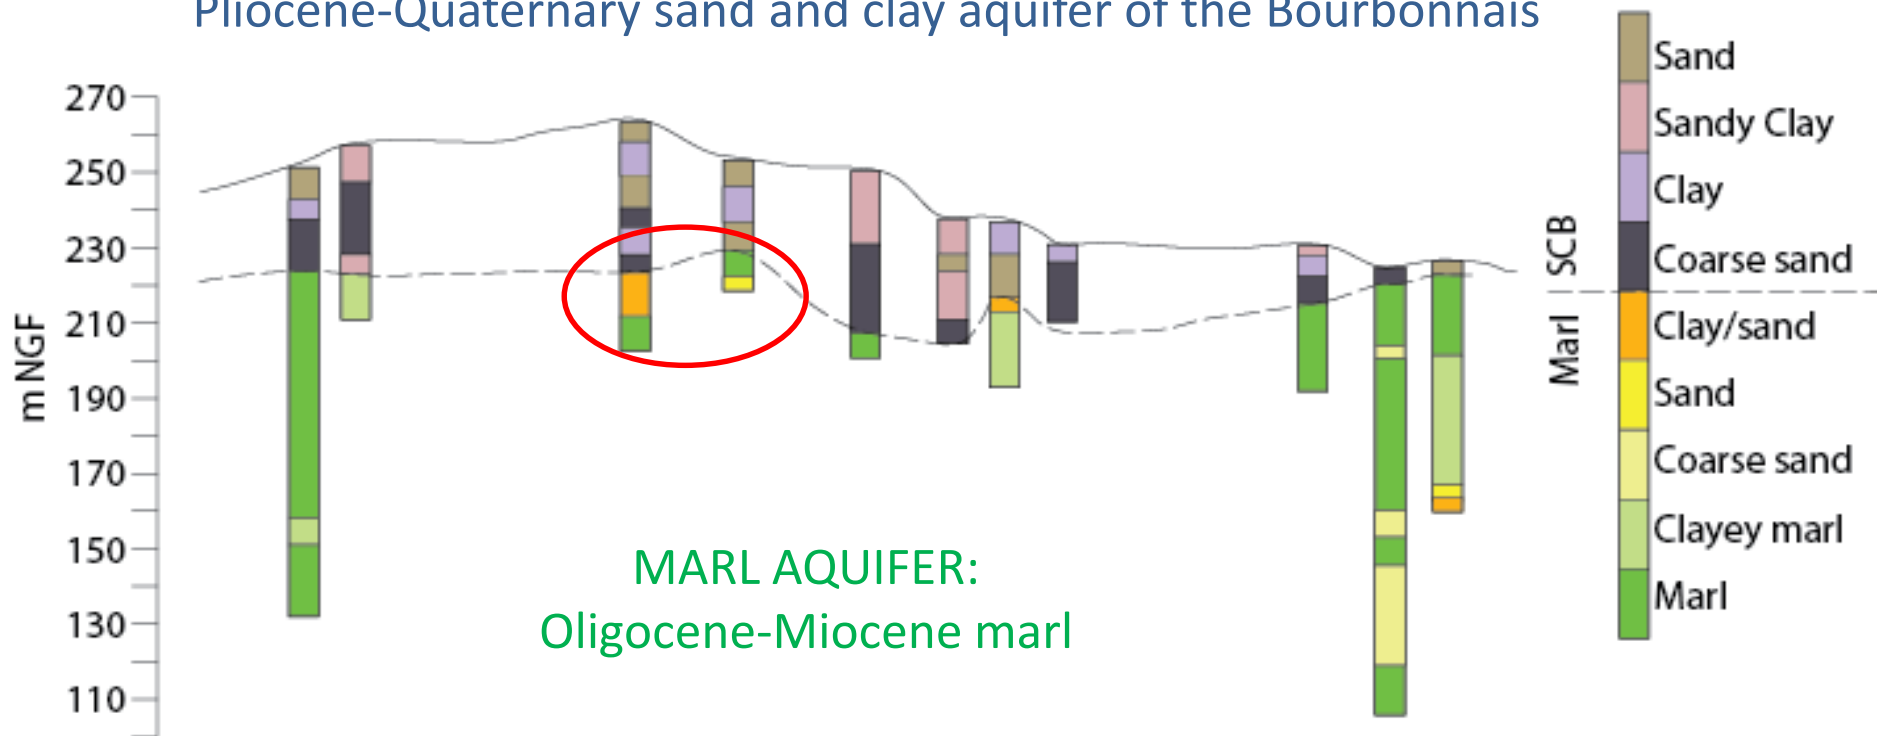 Pliocene-Quaternary sand and clay aquifer of the Bourbonnais
270
250
230
210
190
170
150
130
110
m NGF
MARL AQUIFER:
Oligocene-Miocene marl
SCB
Marl
Sand
Sandy Clay
Clay
Coarse sand
Clay/sand
Sand
Coarse sand
Clayey marl
Marl